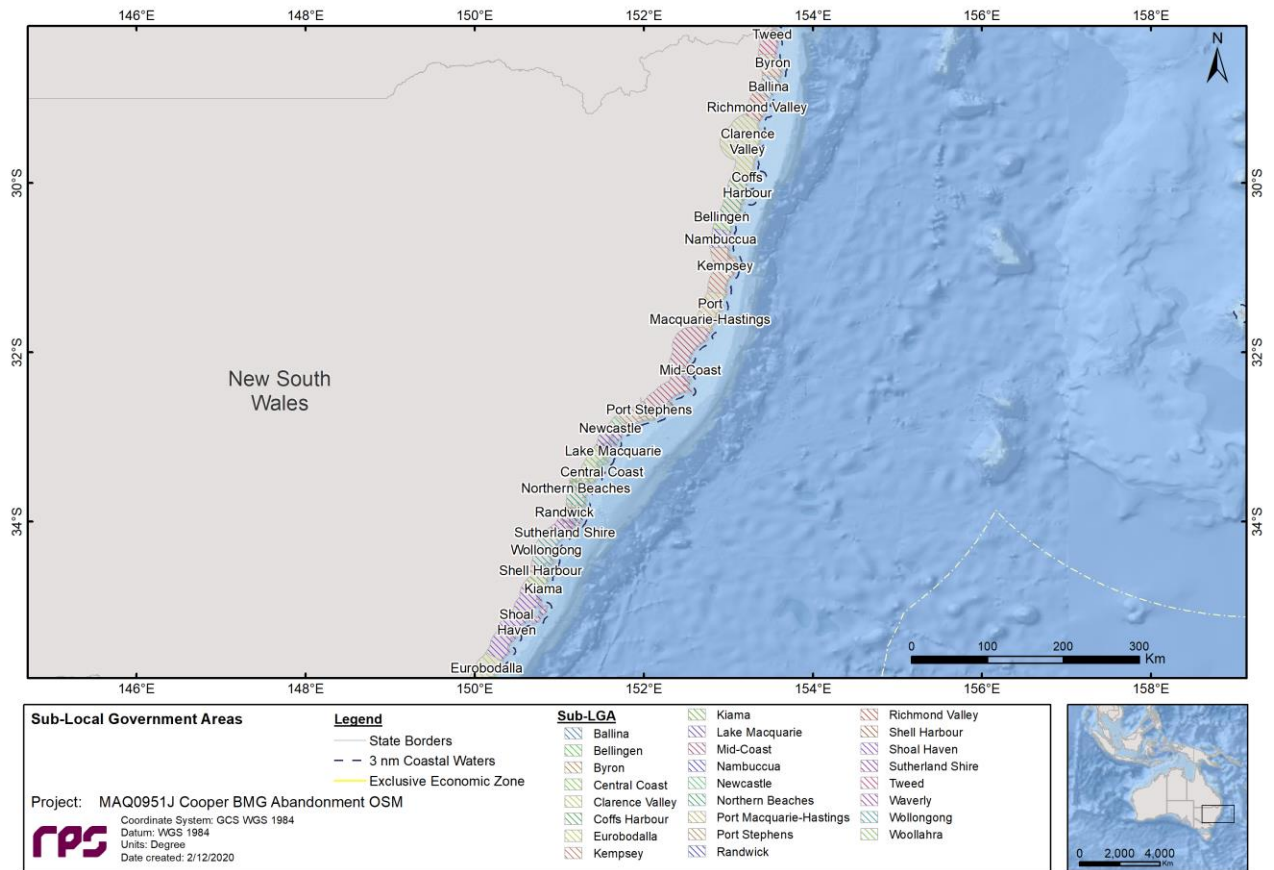 146°E 148°E 150°E 152°E 154°E 156°E 158°E
N
Tweed
Byron
Ballina
Richmond Valley
Clarence
Valley
30°S 30°S
Coffs
Harbour
Bellingen
Nambuccua
Kempsey
Port
Macquarie-Hastings
32°S 32°S
Mid-Coast
New South
Wales
Port Stephens
Newcastle
Lake Macquarie
Central Coast
Northern Beaches
Randwick
34°S 34°S
Sutherland Shire
Wollongong
Shell Harbour
Kiama
Shoal
Haven
Eurobodalla
0 100 200 300
Km
146°E 148°E 150°E 152°E 154°E 156°E 158°E
Sub-Local Government Areas
Project: MAQ0951J Cooper BMG Abandonment OSM
rps
Coordinate System: GCS WGS 1984
Datum: WGS 1984
Units: Degree
Date created: 2/12/2020
Legend
State Borders
3 nm Coastal Waters
Exclusive Economic Zone
Sub-LGA
Ballina
Bellingen
Byron
Central Coast
Clarence Valley
Coffs Harbour
Eurobodalla
Kempsey
Kiama
Lake Macquarie
Mid-Coast
Nambuccua
Newcastle
Northern Beaches
Port Macquarie-Hastings
Port Stephens
Randwick
Richmond Valley
Shell Harbour
Shoal Haven
Sutherland Shire
Tweed
Waverly
Wollongong
Woollahra
0 2,000 4,000
Km